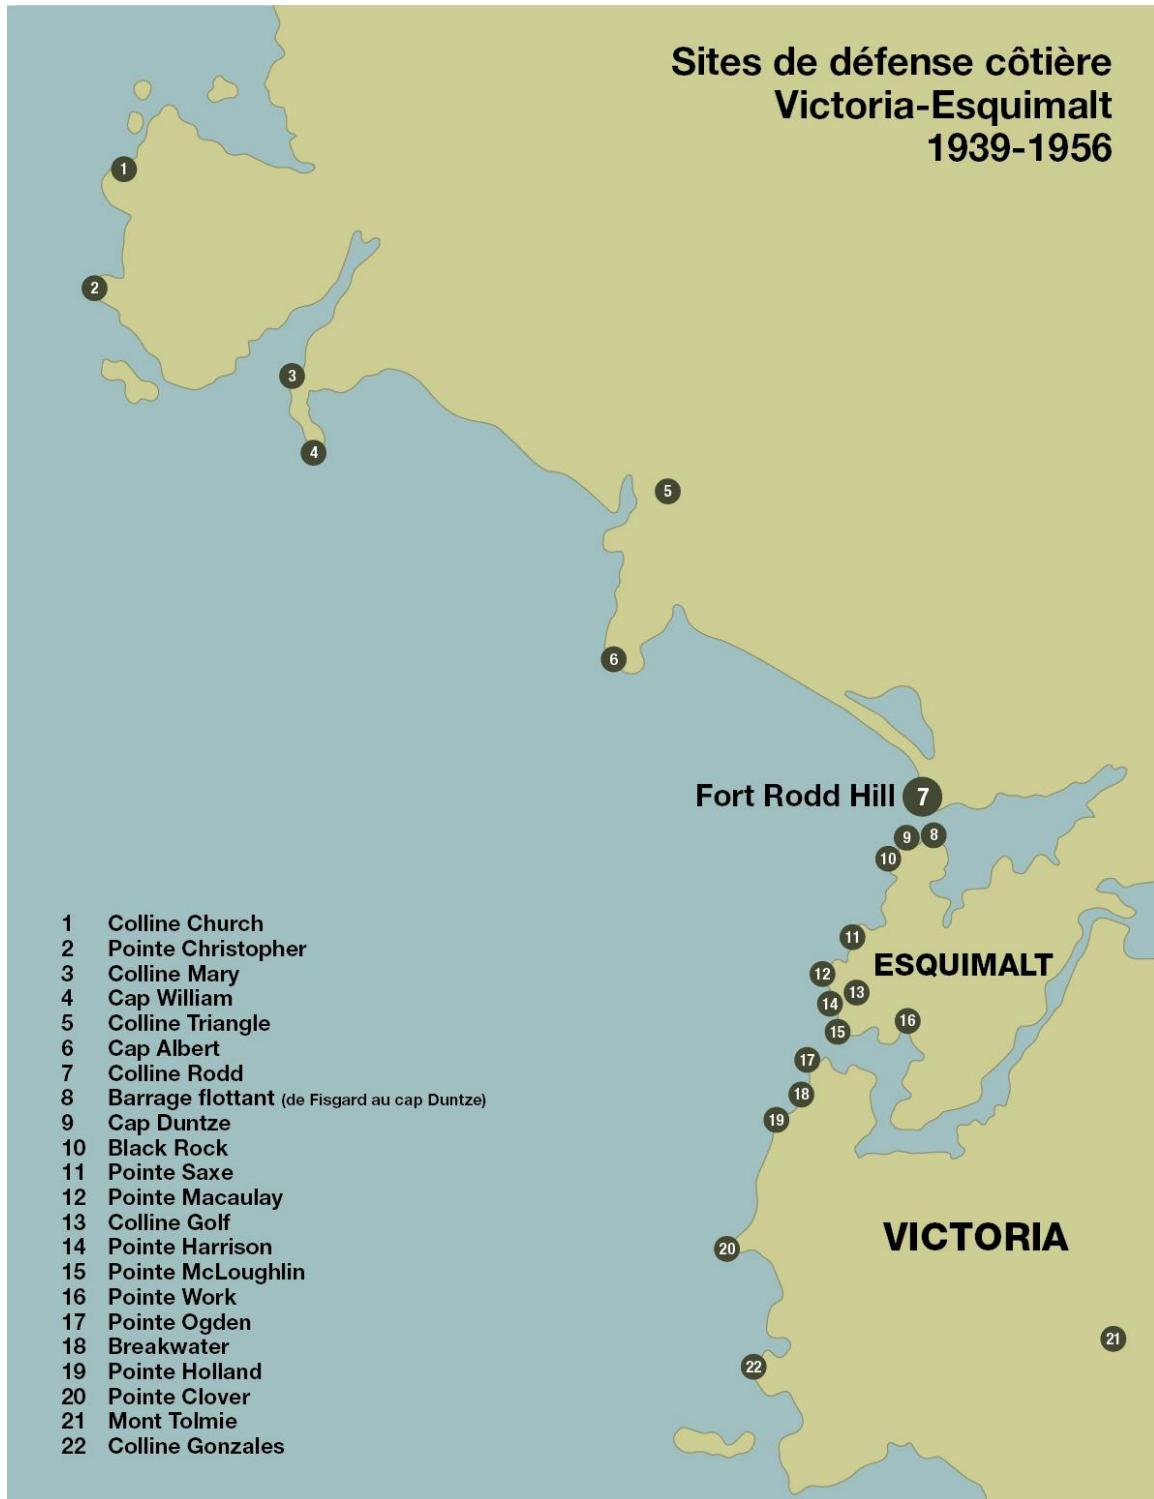 Sites de défense côtière
Victoria-Esquimalt
1939-1956
1
2
3
4
5
6
Fort Rodd Hill 7
9 8
10
11
ESQUIMALT
12
13
14
16
15
17
18
19
20
VICTORIA
21
22
1 Colline Church
2 Pointe Christopher
3 Colline Mary
4 Cap William
5 Colline Triangle
6 Cap Albert
7 Colline Rodd
8 Barrage flottant (de Fisgard au cap Duntze)
9 Cap Duntze
10 Black Rock
11 Pointe Saxe
12 Pointe Macaulay
13 Colline Golf
14 Pointe Harrison
15 Pointe McLoughlin
16 Pointe Work
17 Pointe Ogden
18 Breakwater
19 Pointe Holland
20 Pointe Clover
21 Mont Tolmie
22 Colline Gonzales